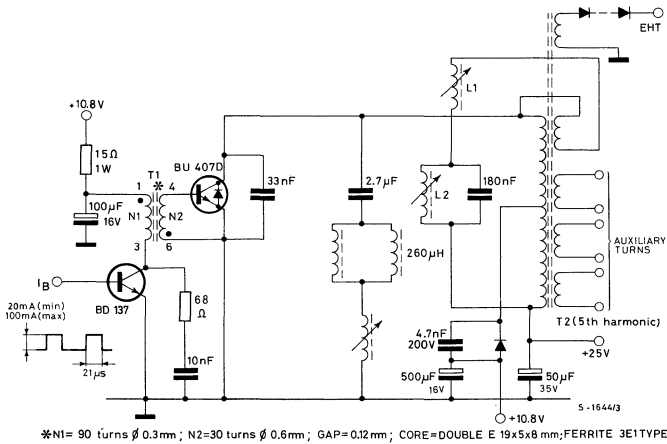 EHT
L1
+10.8V
15Ω
1W
T1
BU 407D
1
*
4
N1
N2
3
6
100µF
16V
33nF
2.7µF
L2
180nF
260µH
AUXILIARY
TURNS
I_B
BD 137
20mA (min)
100mA(max)
21µs
68
Ω
10nF
4.7nF
200V
500µF
16V
50µF
35V
T2(5th harmonic)
+25V
+10.8V
S-1644/3
*N1= 90 turns Ø 0.3mm ; N2=30 turns Ø 0.6mm ; GAP=0.12mm ; CORE=DOUBLE E 19x5x8 mm;FERRITE 3E1TYPE